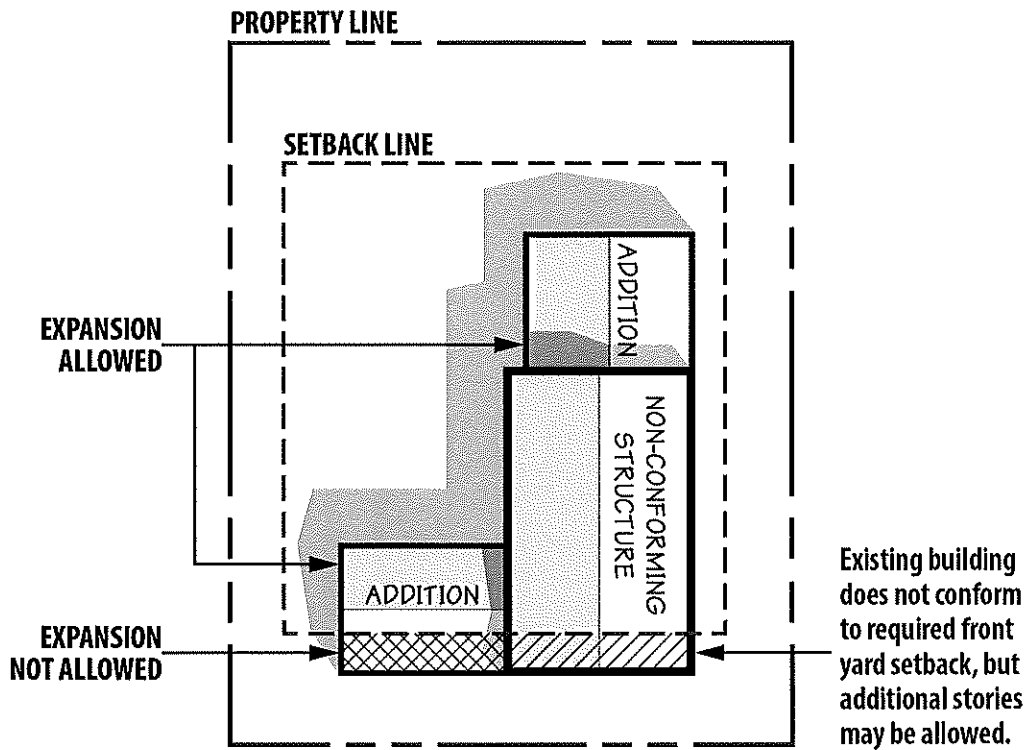 PROPERTY LINE
SETBACK LINE
ADDITION
EXPANSION
ALLOWED
NON-CONFORMING
STRUCTURE
ADDITION
EXPANSION
NOT ALLOWED
Existing building
does not conform
to required front
yard setback, but
additional stories
may be allowed.